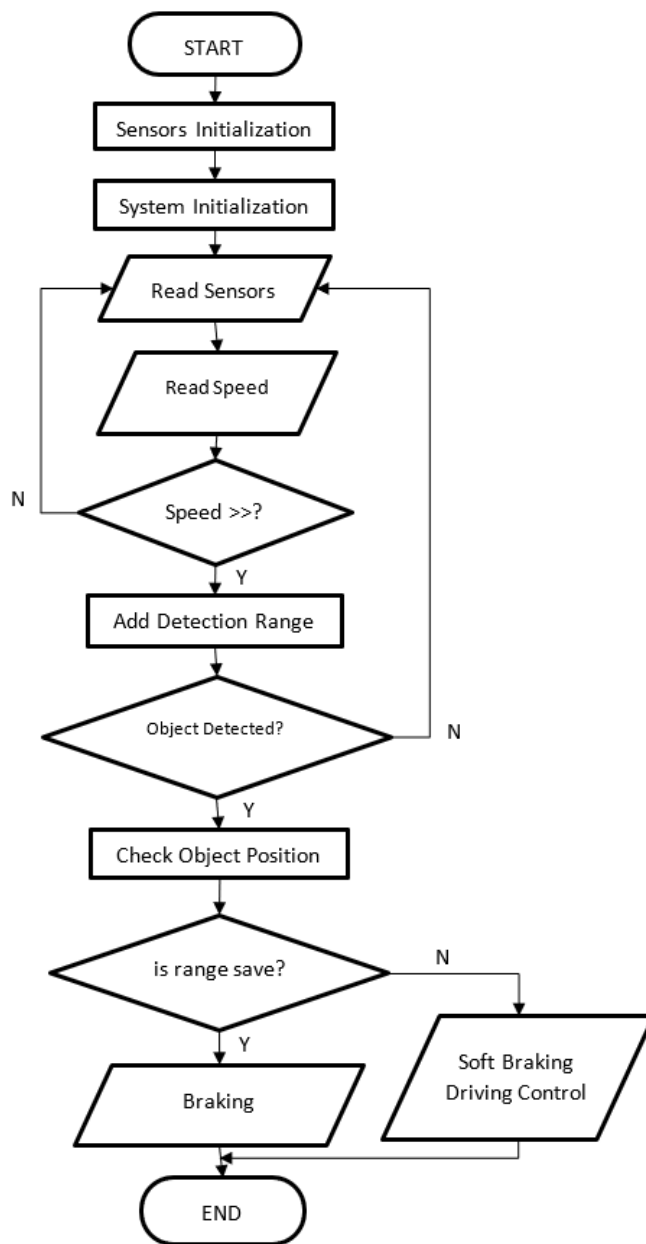 START
Sensors Initialization
System Initialization
Read Sensors
Read Speed
N
Speed >>?
Y
Add Detection Range
Object Detected?
N
Y
Check Object Position
is range save?
N
Y
Braking
Soft Braking
Driving Control
END